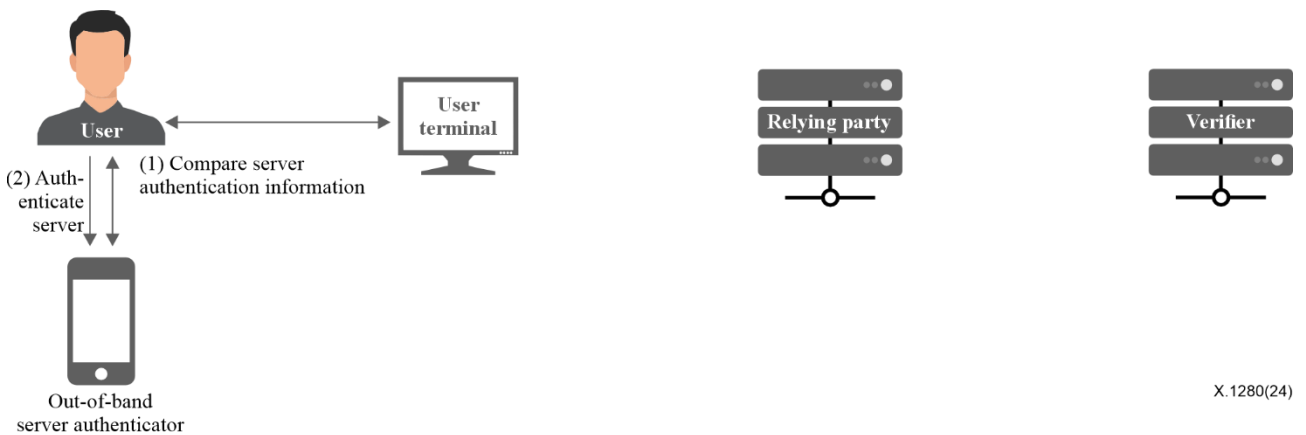 User
User
terminal
Relying party
Verifier
(1) Compare server
authentication information
(2) Auth-
enticate
server
Out-of-band
server authenticator
X.1280(24)